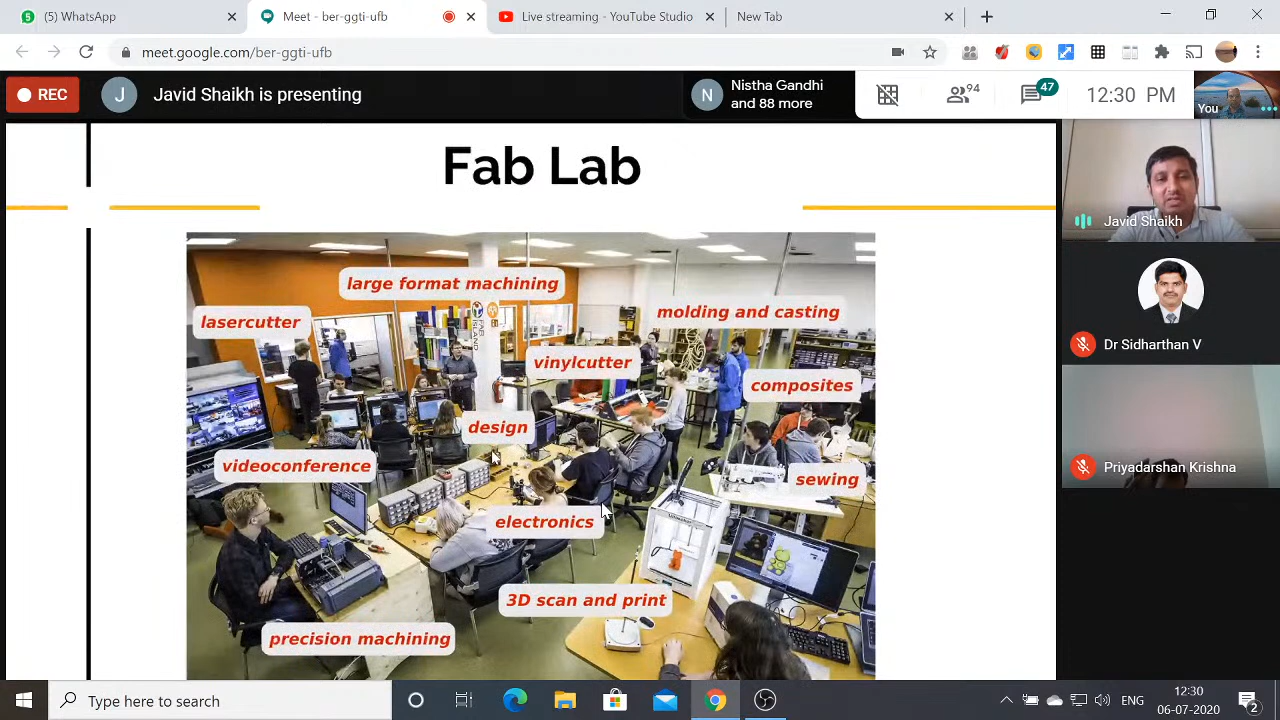 (5) WhatsApp
Meet - ber-ggti-ufb
Live streaming - YouTube Studio
New Tab
meet.google.com/ber-ggti-ufb
REC
J
Javid Shaikh is presenting
N
Nistha Gandhi
and 88 more
94
47
12:30 PM
You
Fab Lab
large format machining
lasercutter
molding and casting
vinylcutter
composites
design
videoconference
sewing
electronics
3D scan and print
precision machining
Javid Shaikh
Dr Sidharthan V
Priyadarshan Krishna
Type here to search
ENG
12:30
06-07-2020
2